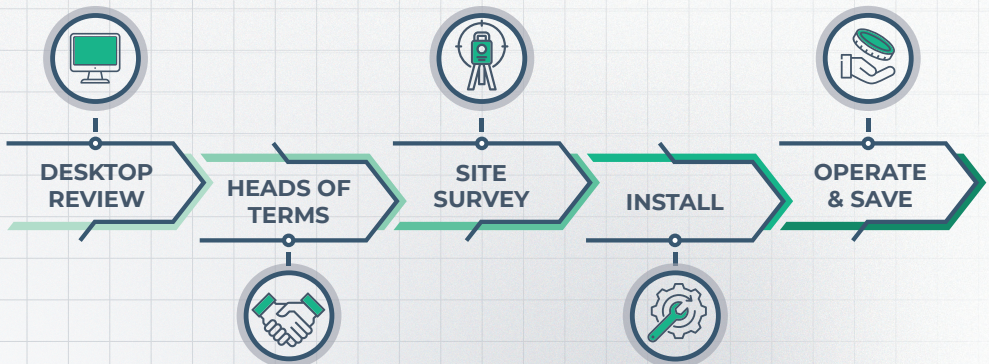 DESKTOP
REVIEW
HEADS OF
TERMS
SITE
SURVEY
INSTALL
OPERATE
& SAVE